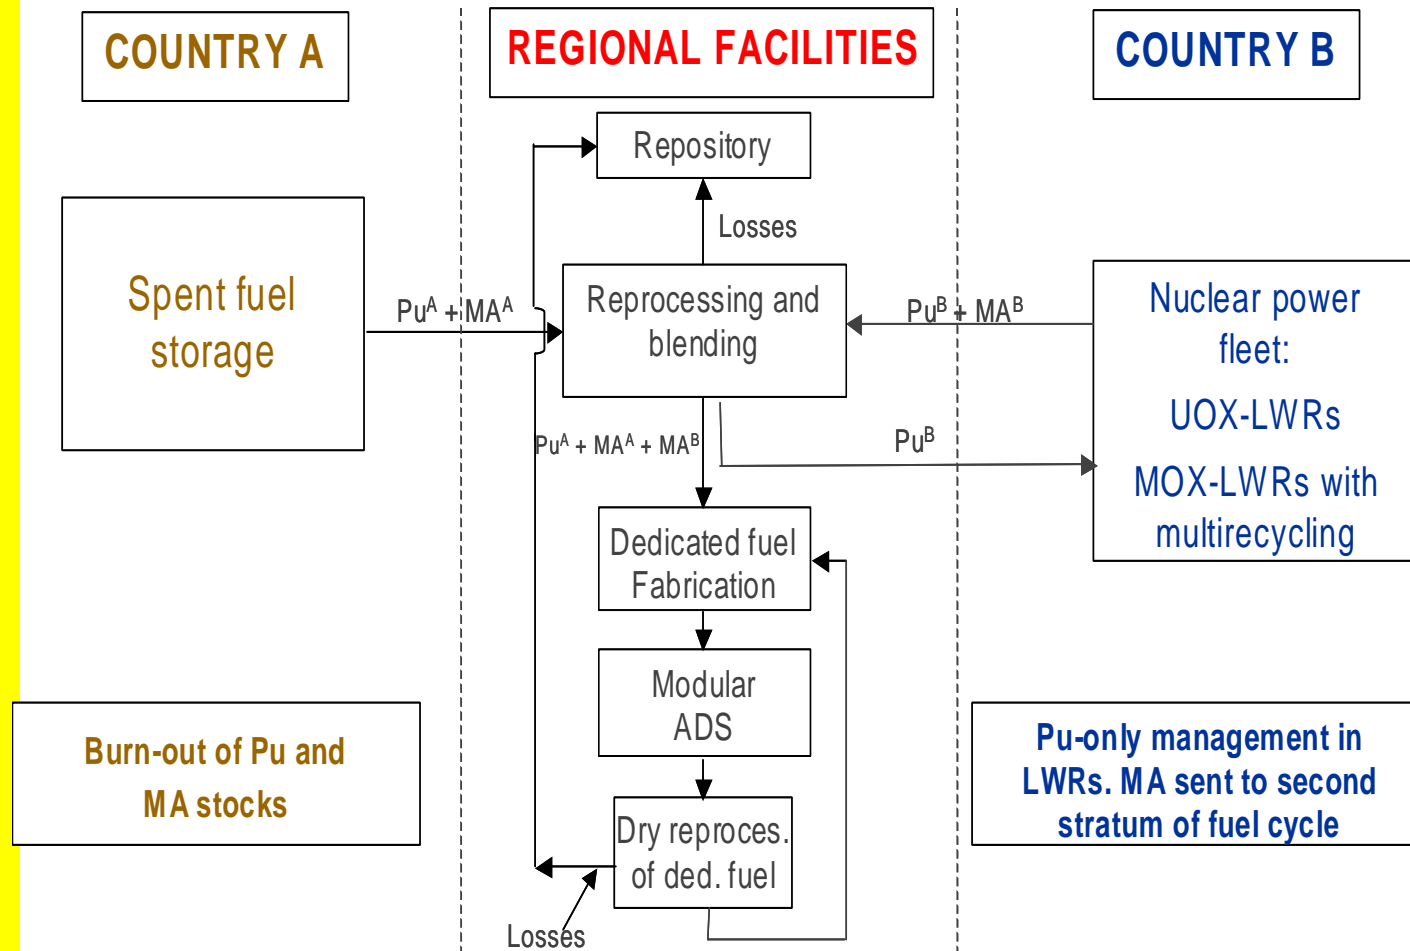 COUNTRY A
REGIONAL FACILITIES
COUNTRY B
Repository
Losses
Spent fuel
storage
Puᴬ + MAᴬ
Reprocessing and
blending
Puᴮ + MAᴮ
Nuclear power
fleet:
UOX-LWRs
MOX-LWRs with
multirecycling
Puᴬ + MAᴬ + MAᴮ
Puᴮ
Dedicated fuel
Fabrication
Modular
ADS
Burn-out of Pu and
MA stocks
Pu-only management in
LWRs. MA sent to second
stratum of fuel cycle
Dry reproces.
of ded. fuel
Losses